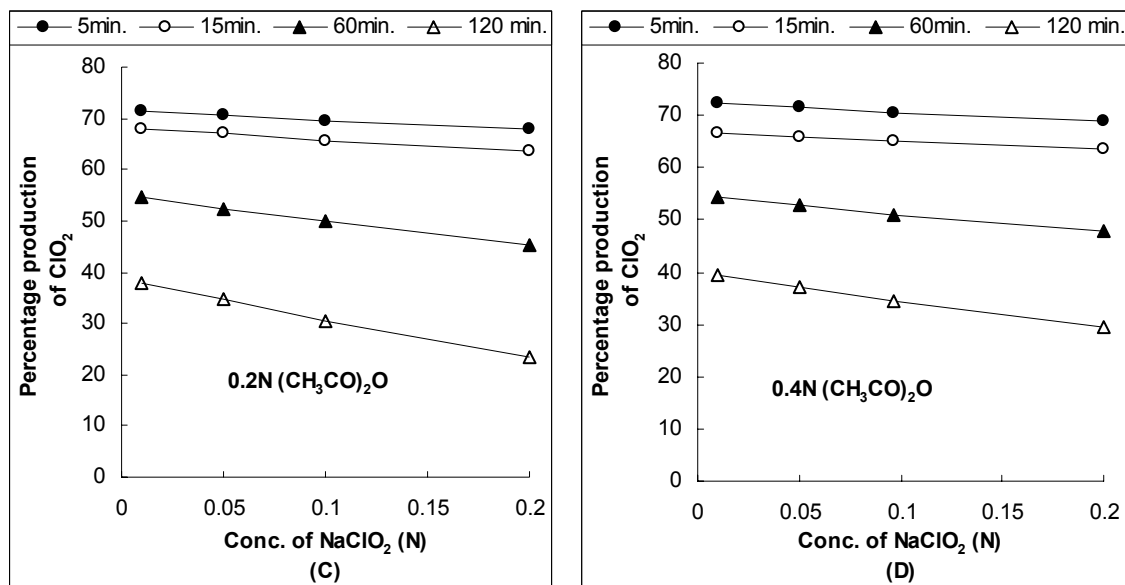 5min. 15min. 60min. 120 min.
80
70
60
50
40
30
20
10
0
Percentage production
of ClO₂
0.2N (CH₃CO)₂O
0 0.05 0.1 0.15 0.2
Conc. of NaClO₂ (N)
(C)
5min. 15min. 60min. 120 min.
80
70
60
50
40
30
20
10
0
Percentage production
of ClO₂
0.4N (CH₃CO)₂O
0 0.05 0.1 0.15 0.2
Conc. of NaClO₂ (N)
(D)